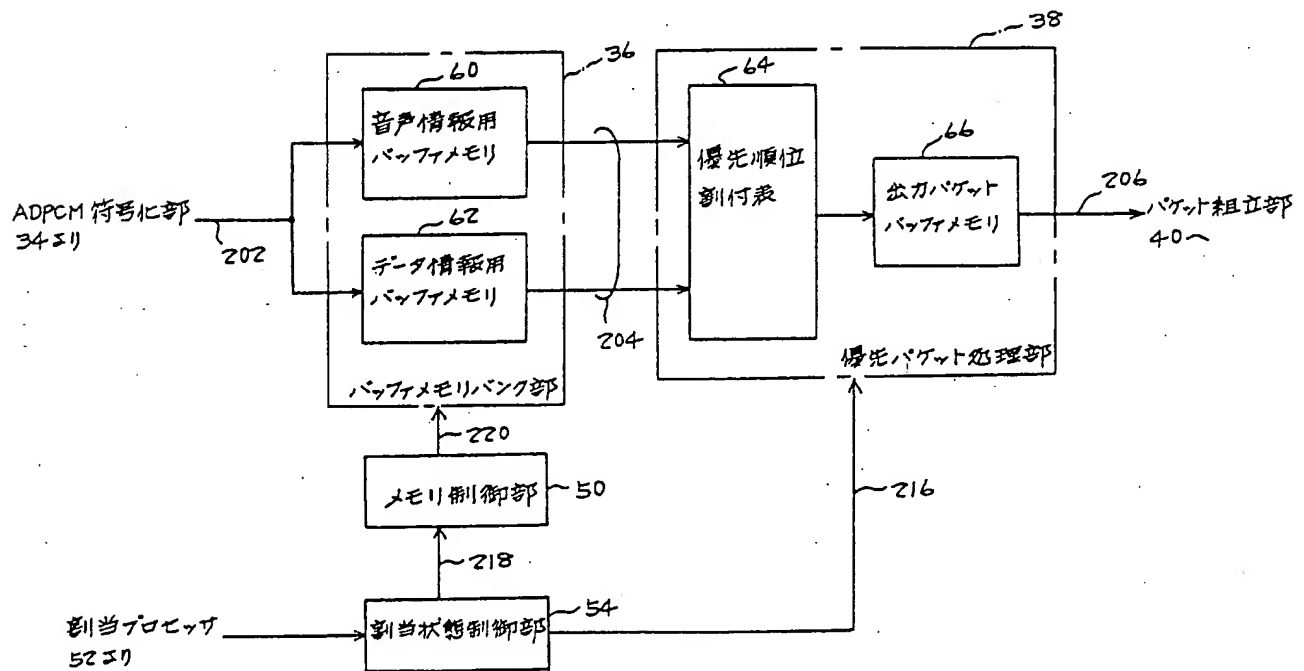 36
38
60
音声情報用
バッファメモリ
64
優先順位
割付表
66
出力パケット
バッファメモリ
206
パケット組立部
40へ
ADPCM 符号化部
34より
202
62
データ情報用
バッファメモリ
204
バッファメモリバンク部
優先パケット処理部
220
メモリ制御部
50
216
218
割当プロセッサ
52より
割当状態制御部
54